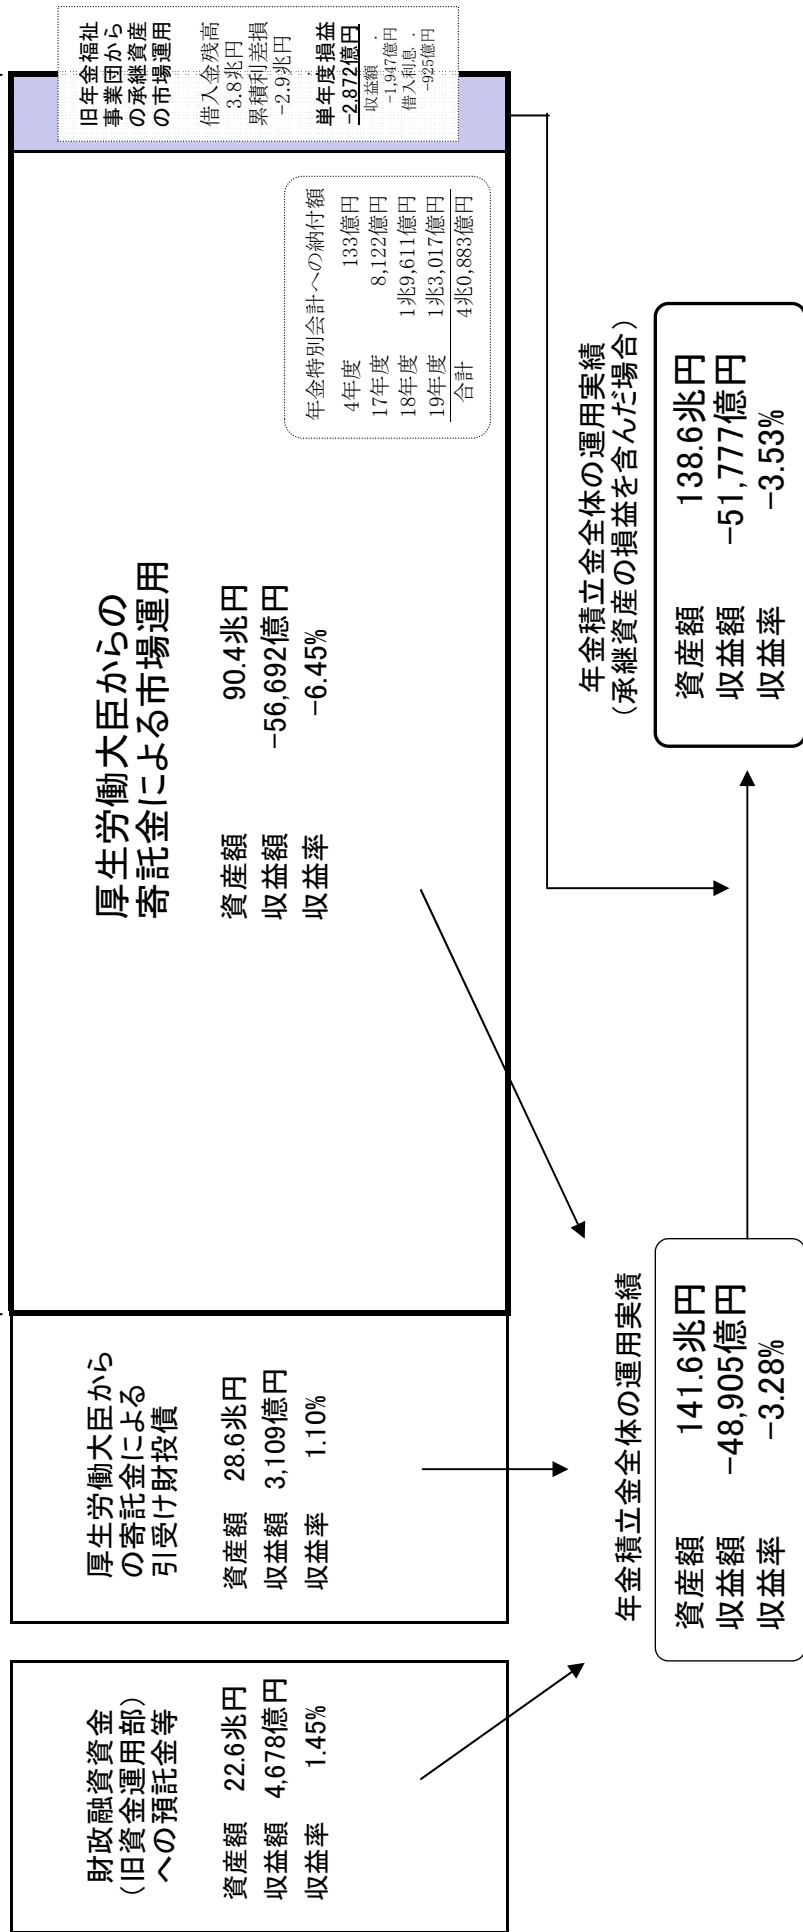 財政融資資金
(旧資金運用部)
への預託金等
資産額 22.6兆円
収益額 4,678億円
収益率 1.45%
厚生労働大臣から
の寄託金による
引受け財投債
資産額 28.6兆円
収益額 3,109億円
収益率 1.10%
厚生労働大臣からの
寄託金による市場運用
資産額 90.4兆円
収益額 -56,692億円
収益率 -6.45%
年金特別会計への納付額
4年度 133億円
17年度 8,122億円
18年度 1兆9,611億円
19年度 1兆3,017億円
合計 4兆0,883億円
旧年金福祉
事業団から
の承継資産
の市場運用
借入金残高
3.8兆円
累積利差損
-2.9兆円
単年度損益
-2,872億円
収益額 ・
-1,947億円
借入利息・
-925億円
年金積立金全体の運用実績
資産額 141.6兆円
収益額 -48,905億円
収益率 -3.28%
年金積立金全体の運用実績
(承継資産の損益を含んだ場合)
資産額 138.6兆円
収益額 -51,777億円
収益率 -3.53%